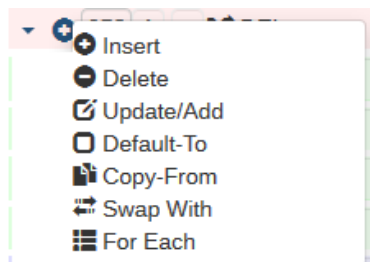 Insert
Delete
Update/Add
Default-To
Copy-From
Swap With
For Each